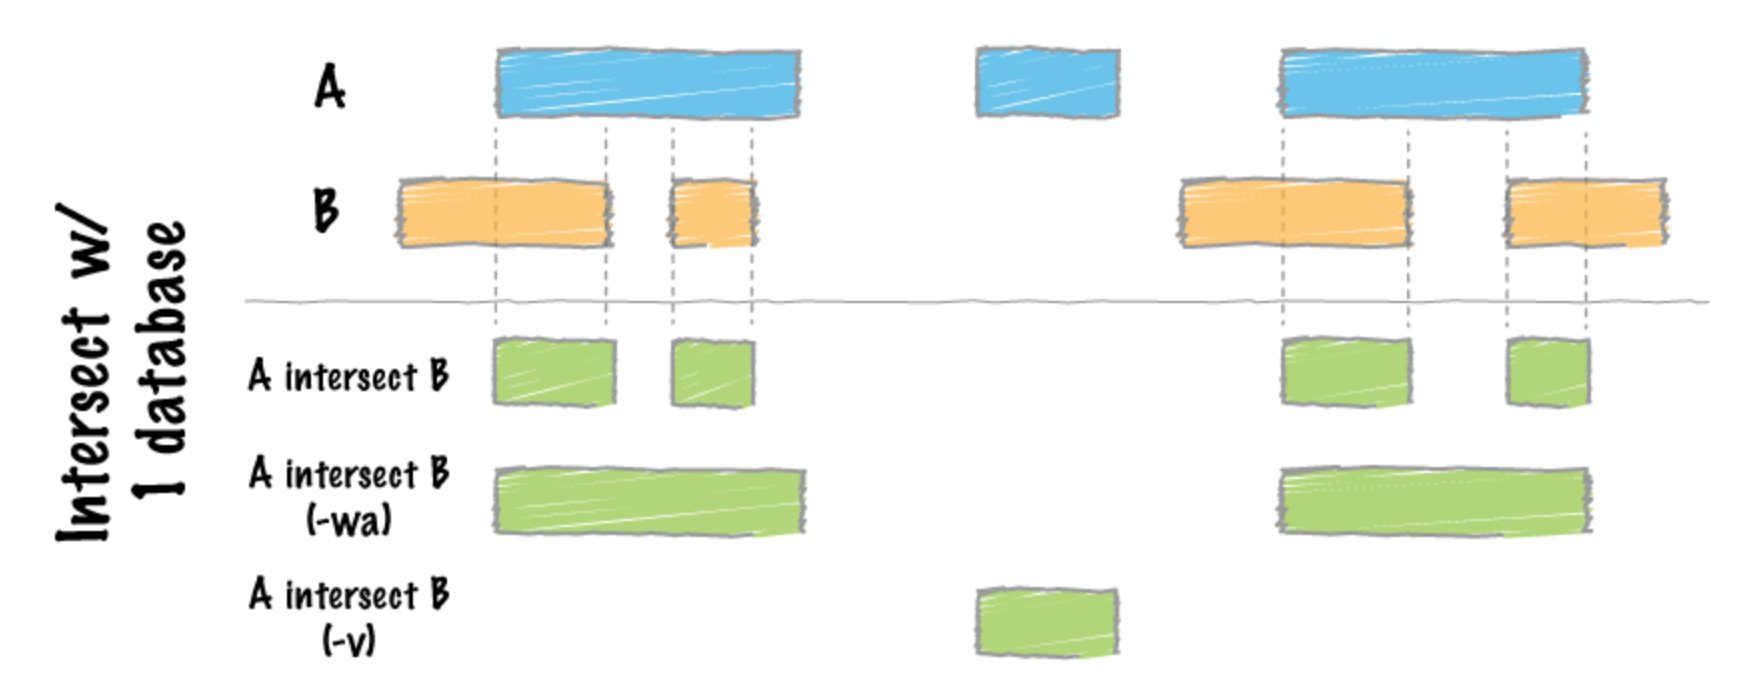 Intersect w/
1 database
A
B
A intersect B
A intersect B
(-wa)
A intersect B
(-v)